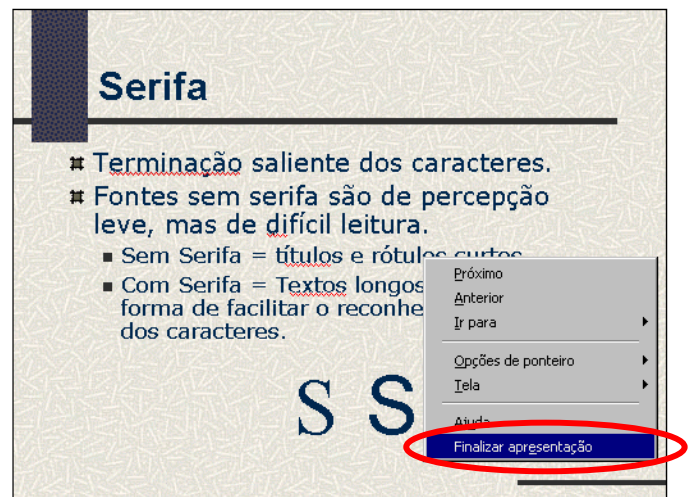 Serifa
Terminação saliente dos caracteres.
Fontes sem serifa são de percepção
leve, mas de difícil leitura.
Sem Serifa = títulos e rótulos curtos
Com Serifa = Textos longos
forma de facilitar o reconhe
dos caracteres.
S S
Próximo
Anterior
Ir para
Opções de ponteiro
Tela
Ajuda
Finalizar apresentação